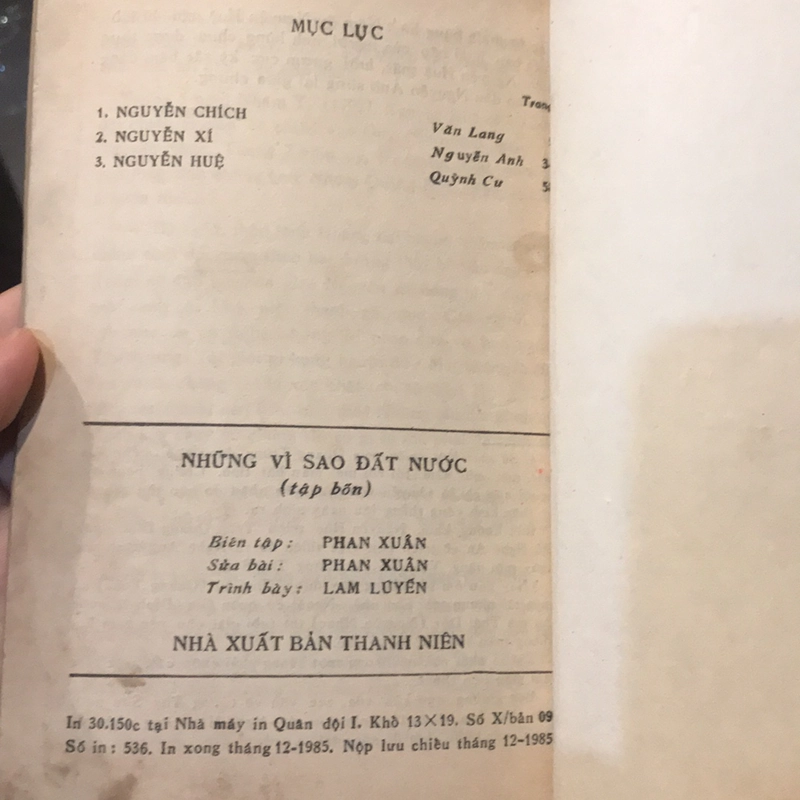 MỤC LỤC
Trang
1. NGUYỄN CHÍCH Văn Lang
2. NGUYỄN XÍ Nguyễn Anh
3. NGUYỄN HUỆ Quỳnh Cư
NHỮNG VÌ SAO ĐẤT NƯỚC
(tập bốn)
Biên tập: PHAN XUÂN
Sửa bài: PHAN XUÂN
Trình bày: LAM LUYẾN
NHÀ XUẤT BẢN THANH NIÊN
In 30.150c tại Nhà máy in Quân đội I. Khổ 13×19. Số X/bản 09
Số in: 536. In xong tháng 12-1985. Nộp lưu chiểu tháng 12-1985